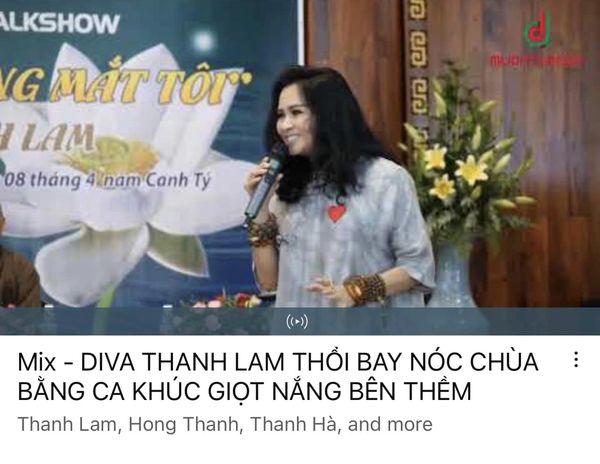 ALKSHOW
NG MẮT TÔI"
H LAM
08 tháng 4 năm Canh Tý
Mix - DIVA THANH LAM THỔI BAY NÓC CHÙA
BẰNG CA KHÚC GIỌT NẮNG BÊN THỀM
Thanh Lam, Hong Thanh, Thanh Hà, and more